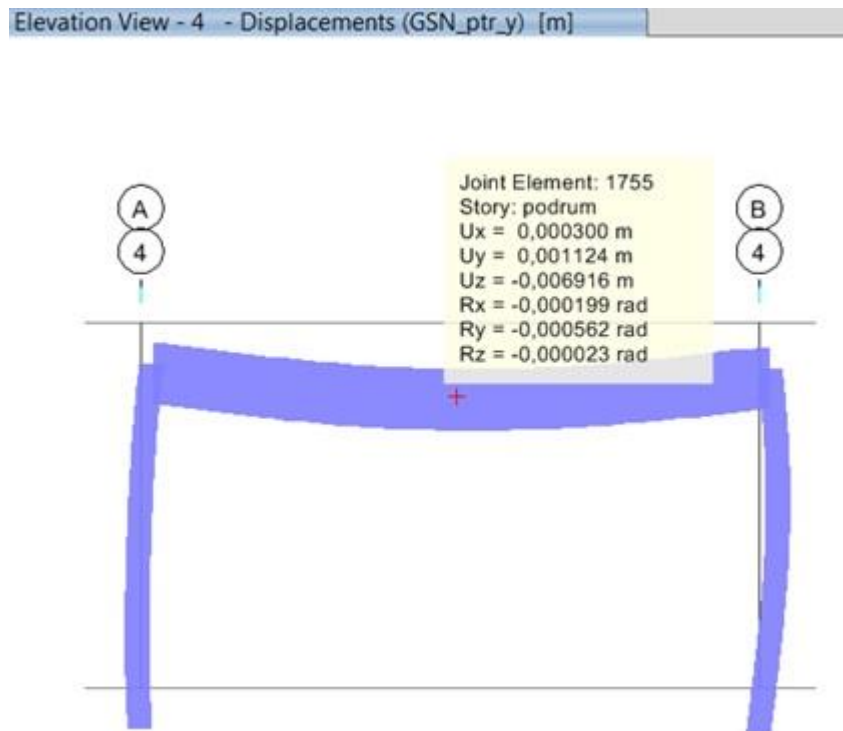 Elevation View - 4 - Displacements (GSN_ptr_y) [m]
Joint Element: 1755
Story: podrum
Ux = 0,000300 m
Uy = 0,001124 m
Uz = -0,006916 m
Rx = -0,000199 rad
Ry = -0,000562 rad
Rz = -0,000023 rad
A
4
B
4